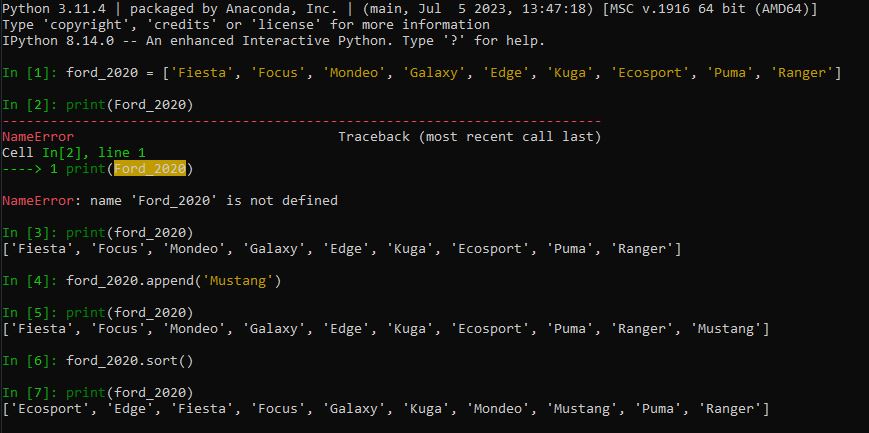 Python 3.11.4 | packaged by Anaconda, Inc. | (main, Jul  5 2023, 13:47:18) [MSC v.1916 64 bit (AMD64)]
Type 'copyright', 'credits' or 'license' for more information
IPython 8.14.0 -- An enhanced Interactive Python. Type '?' for help.
In [1]: ford_2020 = ['Fiesta', 'Focus', 'Mondeo', 'Galaxy', 'Edge', 'Kuga', 'Ecosport', 'Puma', 'Ranger']
In [2]: print(Ford_2020)
---------------------------------------------------------------------------
NameError                                 Traceback (most recent call last)
Cell In[2], line 1
----> 1 print(Ford_2020)
NameError: name 'Ford_2020' is not defined
In [3]: print(ford_2020)
['Fiesta', 'Focus', 'Mondeo', 'Galaxy', 'Edge', 'Kuga', 'Ecosport', 'Puma', 'Ranger']
In [4]: ford_2020.append('Mustang')
In [5]: print(ford_2020)
['Fiesta', 'Focus', 'Mondeo', 'Galaxy', 'Edge', 'Kuga', 'Ecosport', 'Puma', 'Ranger', 'Mustang']
In [6]: ford_2020.sort()
In [7]: print(ford_2020)
['Ecosport', 'Edge', 'Fiesta', 'Focus', 'Galaxy', 'Kuga', 'Mondeo', 'Mustang', 'Puma', 'Ranger']